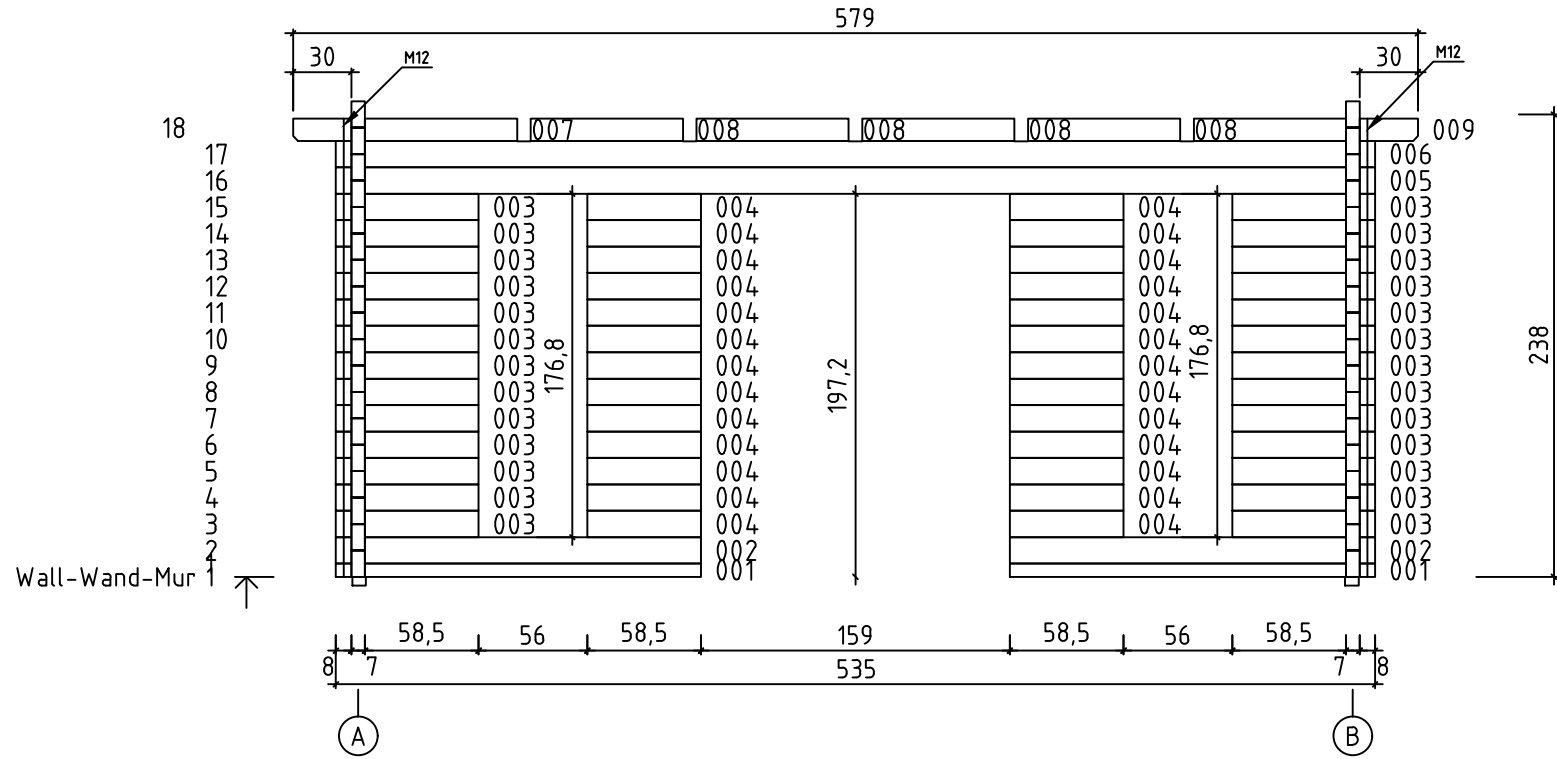 579
30 M12 30 M12
18 007 008 008 008 008 009
17 006
16 005
15 003 004 004 003
14 003 004 004 003
13 003 004 004 003
12 003 004 004 003
11 003 004 004 003
10 003 004 004 003
9 003 004 004 003
8 003 004 004 003
7 003 004 004 003
6 003 004 004 003
5 003 004 004 003
4 003 004 004 003
3 003 004 004 003
2 002 002
Wall-Wand-Mur 1 001 001
176,8
197,2
176,8
238
58,5 56 58,5 159 58,5 56 58,5
8 7 535 7 8
A B